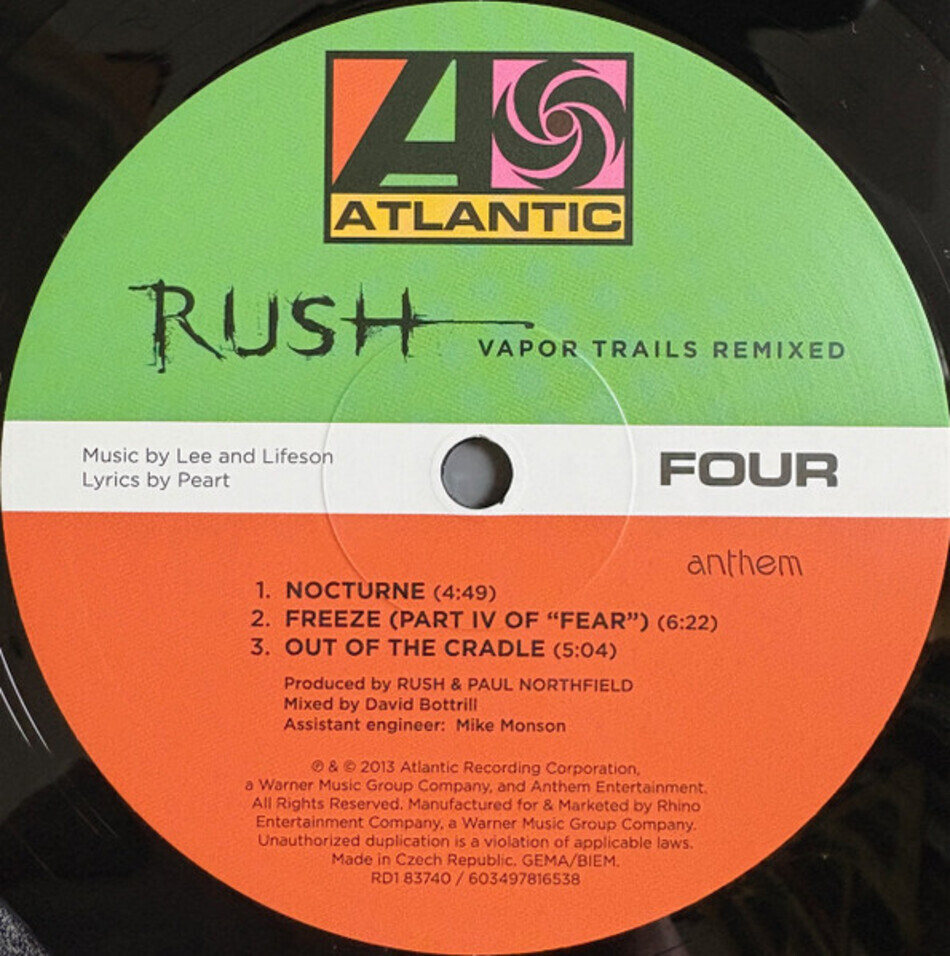 ATLANTIC
RUSH
VAPOR TRAILS REMIXED
Music by Lee and Lifeson
Lyrics by Peart
FOUR
anthem
1. NOCTURNE (4:49)
2. FREEZE (PART IV OF “FEAR”) (6:22)
3. OUT OF THE CRADLE (5:04)
Produced by RUSH & PAUL NORTHFIELD
Mixed by David Bottrill
Assistant engineer: Mike Monson
℗ & © 2013 Atlantic Recording Corporation,
a Warner Music Group Company, and Anthem Entertainment.
All Rights Reserved. Manufactured for & Marketed by Rhino
Entertainment Company, a Warner Music Group Company.
Unauthorized duplication is a violation of applicable laws.
Made in Czech Republic. GEMA/BIEM.
RD1 83740 / 603497816538